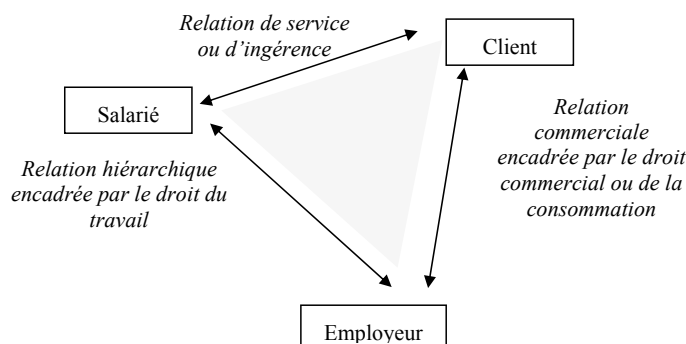 Relation de service
ou d'ingérence
Client
Salarié
Relation
commerciale
encadrée par le droit
commercial ou de la
consommation
Relation hiérarchique
encadrée par le droit du
travail
Employeur